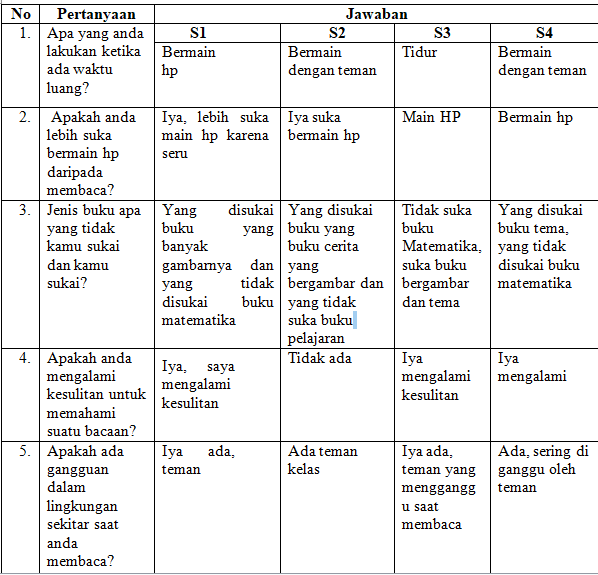 No Pertanyaan Jawaban
S1 S2 S3 S4
1. Apa yang anda
lakukan ketika
ada waktu
luang?
Bermain
hp
Bermain
dengan teman
Tidur
Bermain
dengan teman
2. Apakah anda
lebih suka
bermain hp
daripada
membaca?
Iya, lebih suka
main hp karena
seru
Iya suka
bermain hp
Main HP
Bermain hp
3. Jenis buku apa
yang tidak
kamu sukai
dan kamu
sukai?
Yang disukai
buku yang
banyak
gambarnya dan
yang tidak
disukai buku
matematika
Yang disukai
buku yang
buku cerita
yang
bergambar dan
yang tidak
suka buku
pelajaran
Tidak suka
buku
Matematika,
suka buku
bergambar
dan tema
Yang disukai
buku tema,
yang tidak
disukai buku
matematika
4. Apakah anda
mengalami
kesulitan untuk
memahami
suatu bacaan?
Iya, saya
mengalami
kesulitan
Tidak ada
Iya
mengalami
kesulitan
Iya
mengalami
5. Apakah ada
gangguan
dalam
lingkungan
sekitar saat
anda
membaca?
Iya ada,
teman
Ada teman
kelas
Iya ada,
teman yang
menggangg
u saat
membaca
Ada, sering di
ganggu oleh
teman